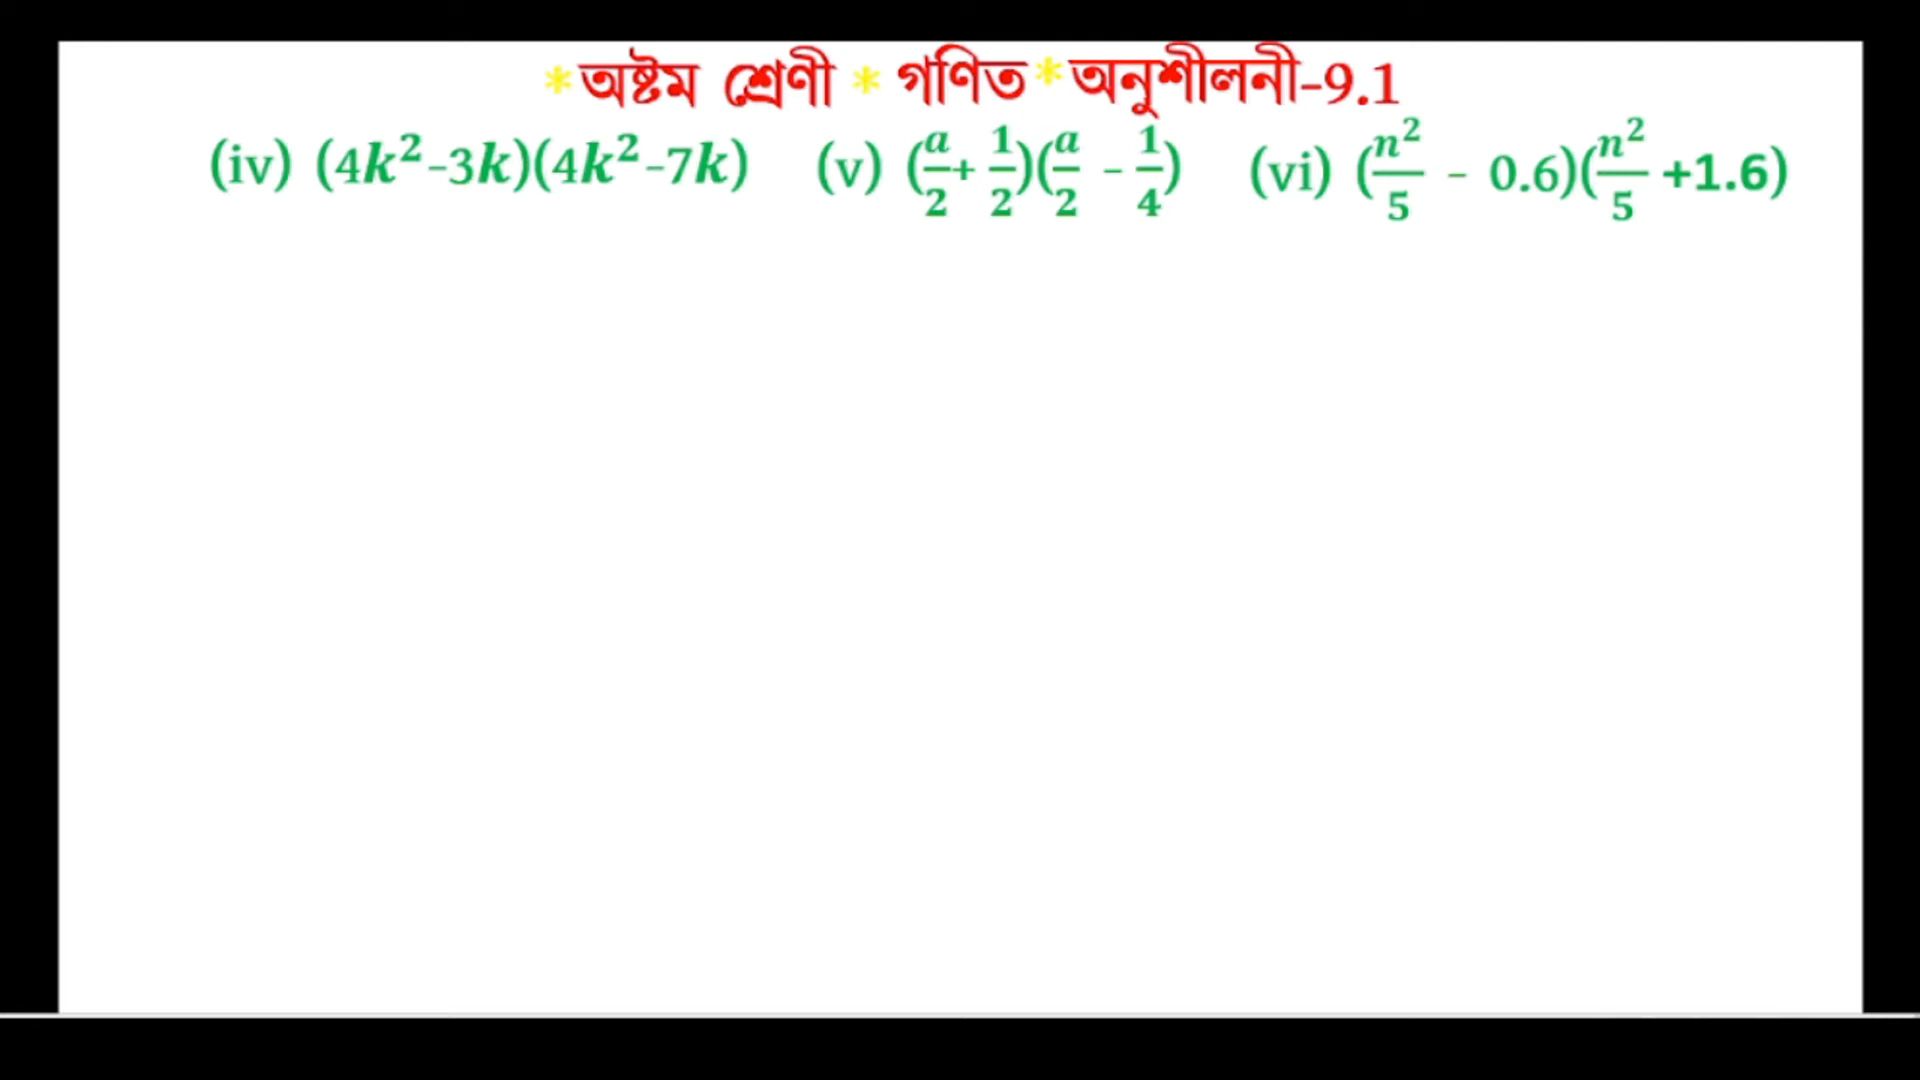 *অষ্টম শ্রেণী * গণিত *অনুশীলনী-9.1
(iv) (4k²-3k)(4k²-7k) (v) (a/2+ 1/2)(a/2 - 1/4) (vi) (n²/5 - 0.6)(n²/5 +1.6)